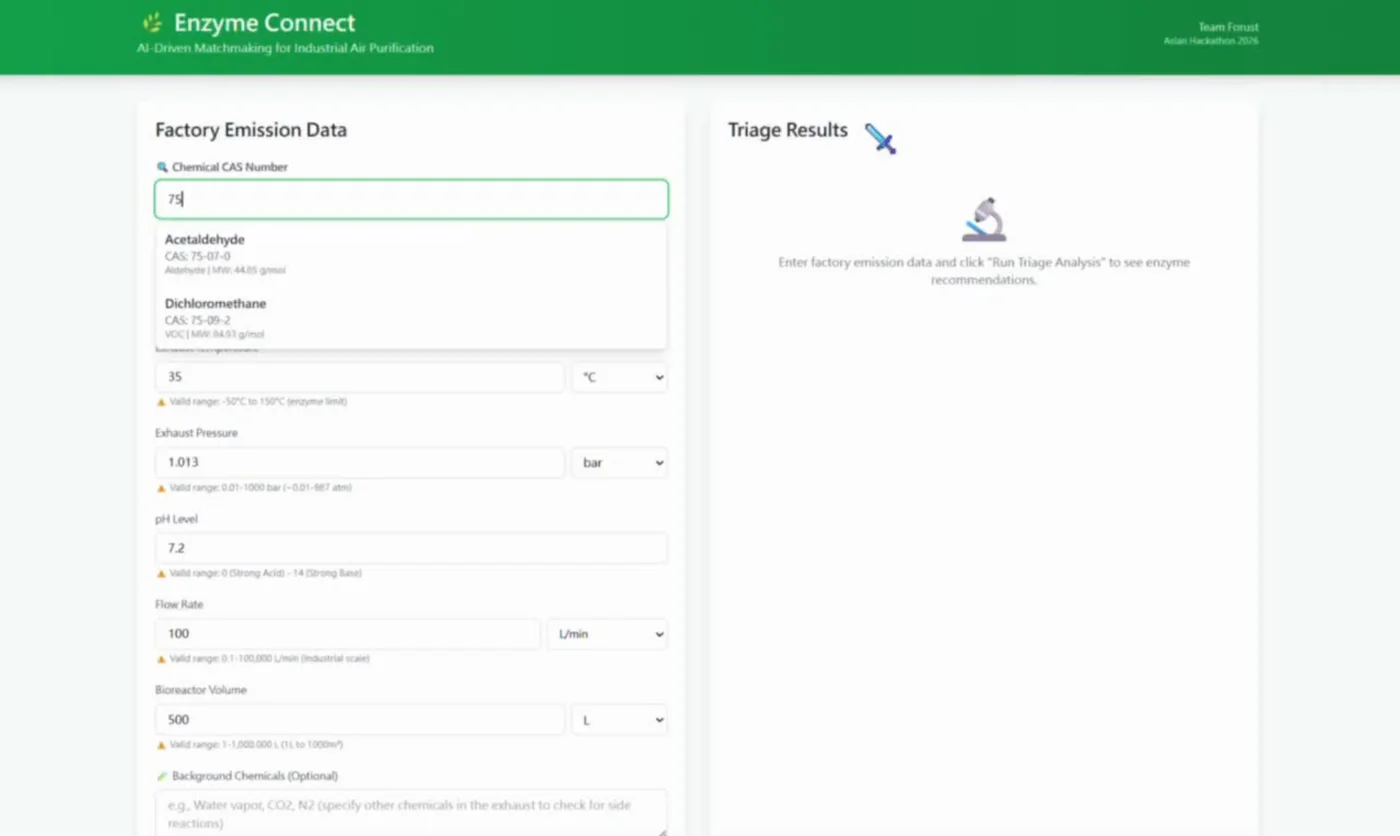 Enzyme Connect
AI-Driven Matchmaking for Industrial Air Purification
Team Forust
Asian Hackathon 2026
Factory Emission Data
Chemical CAS Number
75
Acetaldehyde
CAS: 75-07-0
Aldehyde | MW: 44.05 g/mol
Dichloromethane
CAS: 75-09-2
VOC | MW: 84.93 g/mol
35
°C
Valid range: -50°C to 150°C (enzyme limit)
Exhaust Pressure
1.013
bar
Valid range: 0.01-1000 bar (~0.01-987 atm)
pH Level
7.2
Valid range: 0 (Strong Acid) - 14 (Strong Base)
Flow Rate
100
L/min
Valid range: 0.1-100,000 L/min (industrial scale)
Bioreactor Volume
500
L
Valid range: 1-1,000,000 L (1L to 1000m³)
Background Chemicals (Optional)
e.g., Water vapor, CO2, N2 (specify other chemicals in the exhaust to check for side
reactions)
Triage Results
Enter factory emission data and click "Run Triage Analysis" to see enzyme
recommendations.